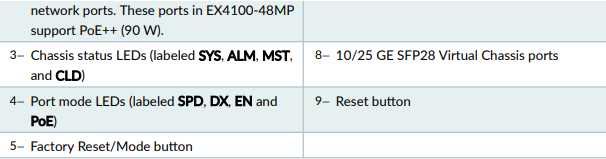 network ports. These ports in EX4100-48MP
support PoE++ (90 W).
3– Chassis status LEDs (labeled SYS, ALM, MST,
and CLD)
8– 10/25 GE SFP28 Virtual Chassis ports
4– Port mode LEDs (labeled SPD, DX, EN and
PoE)
9– Reset button
5– Factory Reset/Mode button